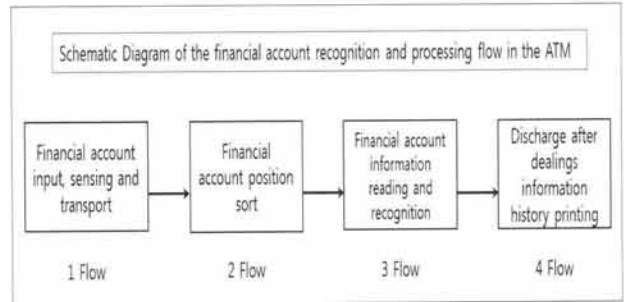 Schematic Diagram of the financial account recognition and processing flow in the ATM
Financial account
input, sensing and
transport
Financial
account position
sort
Financial account
information
reading and
recognition
Discharge after
dealings
information
history printing
1 Flow
2 Flow
3 Flow
4 Flow